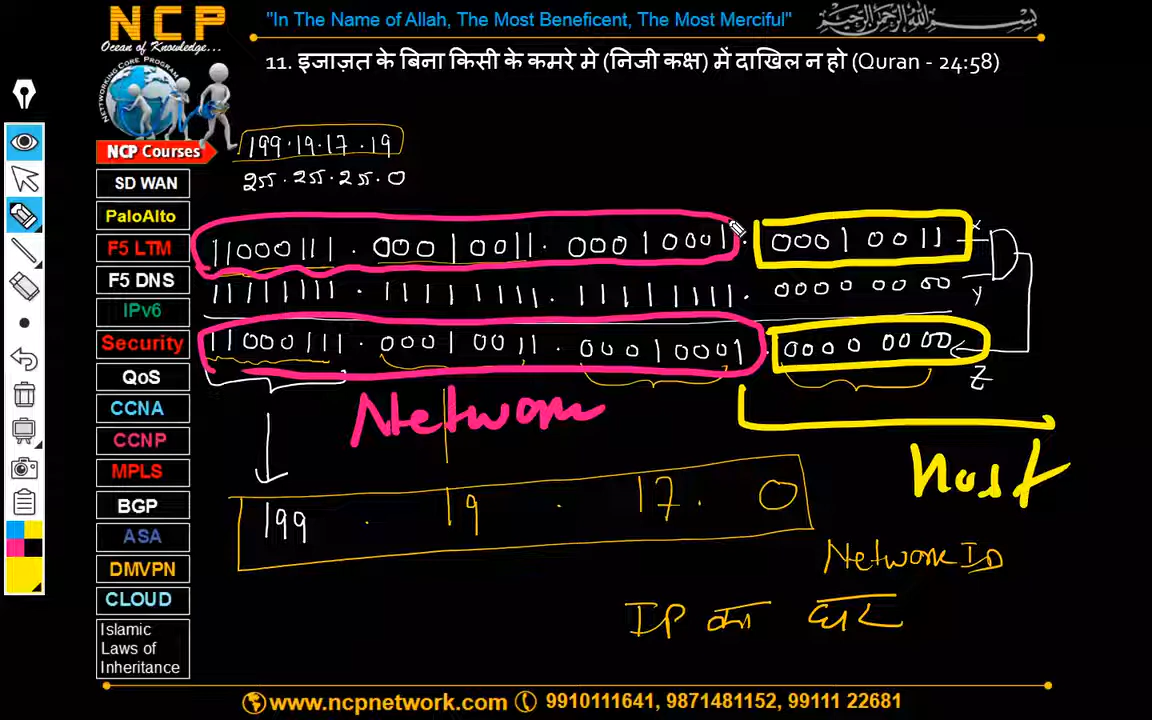 NCP
Ocean of Knowledge...
"In The Name of Allah, The Most Beneficent, The Most Merciful"
11. इजाज़त के बिना किसी के कमरे मे (निजी कक्ष) में दाखिल न हो (Quran - 24:58)
NETWORKING CORE PROGRAM
NCP Courses
SD WAN
PaloAlto
F5 LTM
F5 DNS
IPv6
Security
QoS
CCNA
CCNP
MPLS
BGP
ASA
DMVPN
CLOUD
Islamic
Laws of
Inheritance
199.19.17.19
255.255.25.0
11000111.00010011.00010001.00010011 X
11111111.11111111.11111111.00000000 Y
11000111.00010011.00010001.00000000
Z
Network
Host
199.19.17.0
Network ID
IP का घर
www.ncpnetwork.com 9910111641, 9871481152, 99111 22681